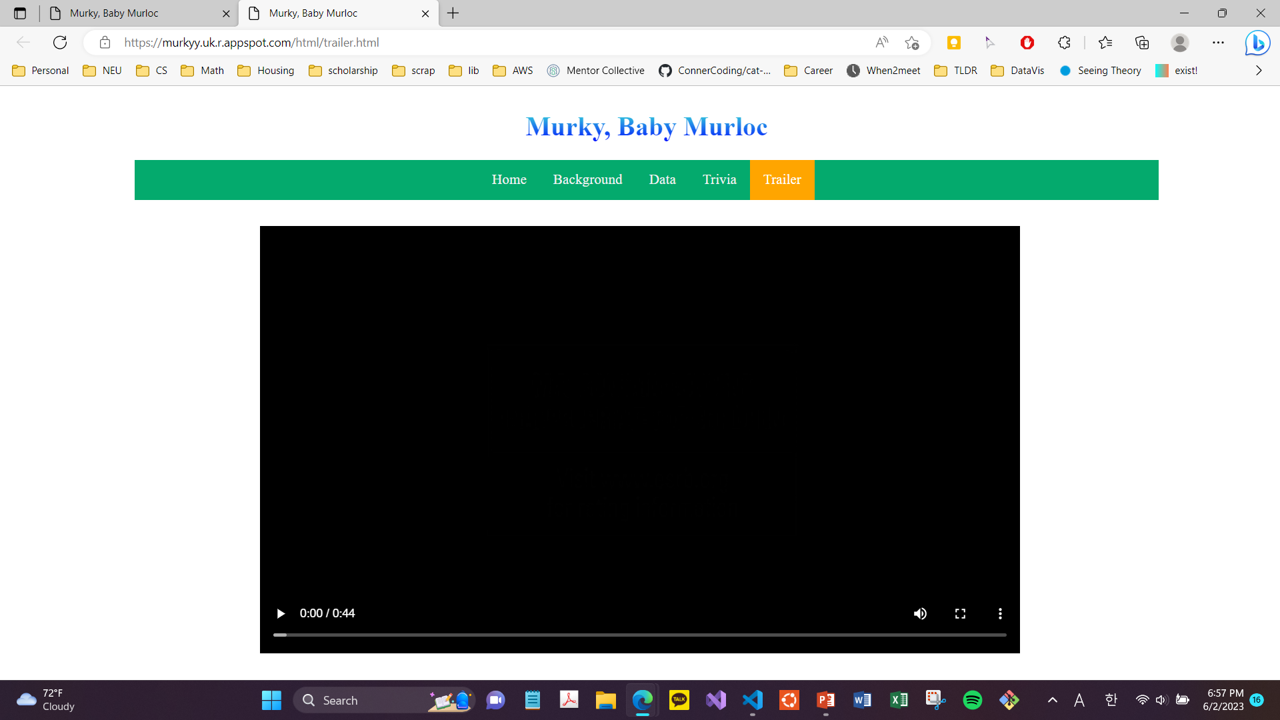 Murky, Baby Murloc
Murky, Baby Murloc
https://murkyy.uk.r.appspot.com/html/trailer.html
Personal NEU CS Math Housing scholarship scrap lib AWS Mentor Collective ConnerCoding/cat-... Career When2meet TLDR DataVis Seeing Theory exist!
Murky, Baby Murloc
Home Background Data Trivia Trailer
0:00 / 0:44
72°F
Cloudy
Search
TALK
A 한
6:57 PM
6/2/2023
16